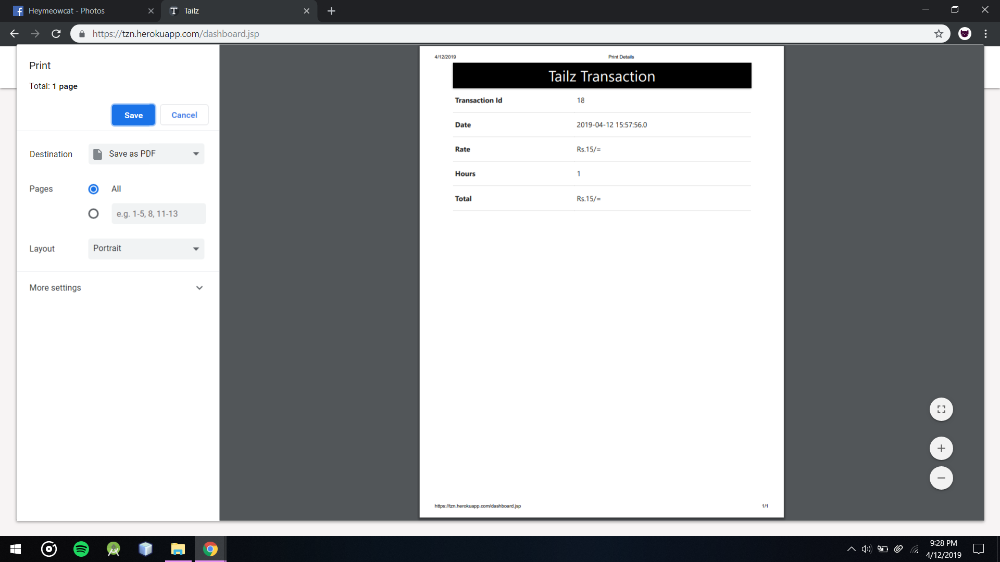 Heymeowcat - Photos
Tailz
https://tzn.herokuapp.com/dashboard.jsp
Print
Total: 1 page
Save
Cancel
Destination
Save as PDF
Pages
All
e.g. 1-5, 8, 11-13
Layout
Portrait
More settings
4/12/2019
Print Details
Tailz Transaction
Transaction Id 18
Date 2019-04-12 15:57:56.0
Rate Rs.15/=
Hours 1
Total Rs.15/=
https://tzn.herokuapp.com/dashboard.jsp
1/1
9:28 PM
4/12/2019